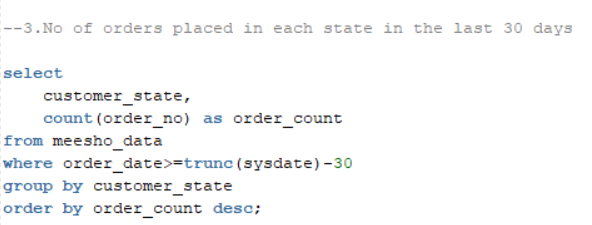 --3.No of orders placed in each state in the last 30 days
select
customer_state,
count(order_no) as order_count
from meesho_data
where order_date>=trunc(sysdate)-30
group by customer_state
order by order_count desc;